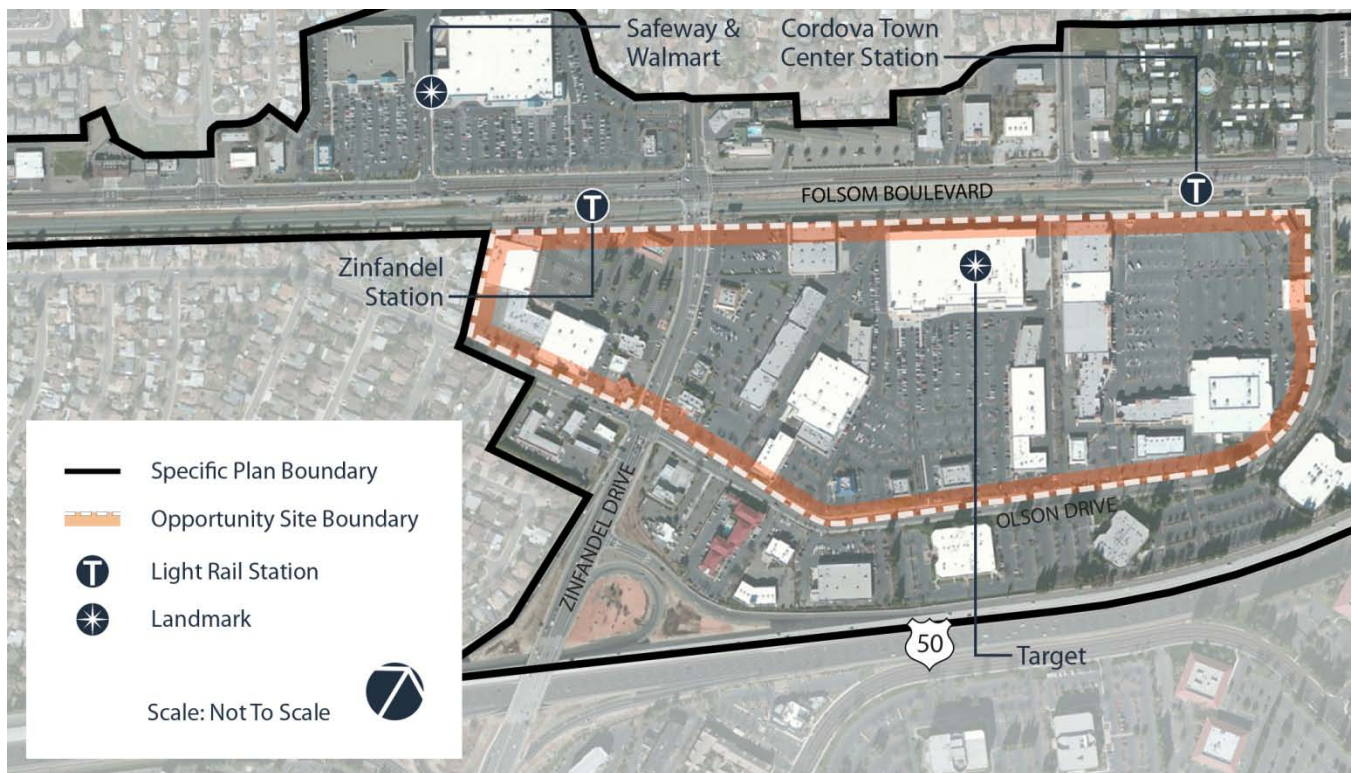 Safeway &
Walmart
Cordova Town
Center Station
T
FOLSOM BOULEVARD
T
Zinfandel
Station
ZINFANDEL DRIVE
OLSON DRIVE
50
Target
Specific Plan Boundary
Opportunity Site Boundary
T
Light Rail Station
Landmark
Scale: Not To Scale